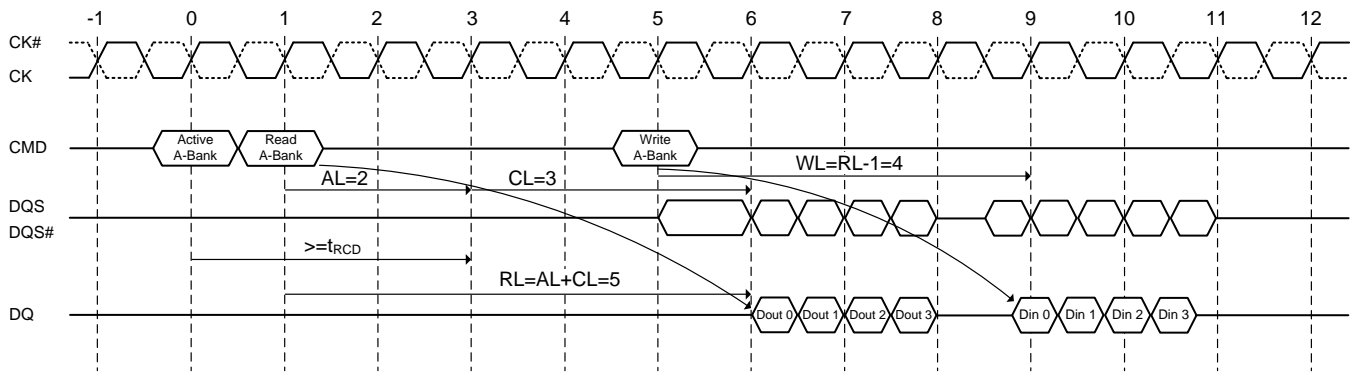 -1 0 1 2 3 4 5 6 7 8 9 10 11 12
CK#
CK
CMD
Active
A-Bank
Read
A-Bank
Write
A-Bank
WL=RL-1=4
AL=2
CL=3
DQS
DQS#
>=tRCD
RL=AL+CL=5
DQ
Dout 0 Dout 1 Dout 2 Dout 3 Din 0 Din 1 Din 2 Din 3